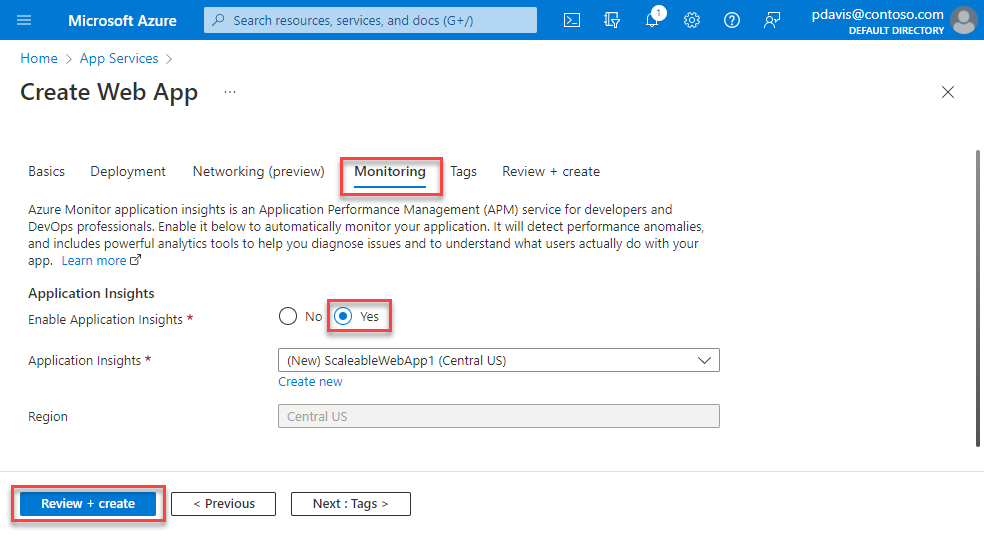 Microsoft Azure
Search resources, services, and docs (G+/)
1
pdavis@contoso.com
DEFAULT DIRECTORY
Home > App Services >
Create Web App ...
Basics Deployment Networking (preview) Monitoring Tags Review + create
Azure Monitor application insights is an Application Performance Management (APM) service for developers and
DevOps professionals. Enable it below to automatically monitor your application. It will detect performance anomalies,
and includes powerful analytics tools to help you diagnose issues and to understand what users actually do with your
app. Learn more
Application Insights
Enable Application Insights * No Yes
Application Insights * (New) ScaleableWebApp1 (Central US)
Create new
Region Central US
Review + create < Previous Next : Tags >